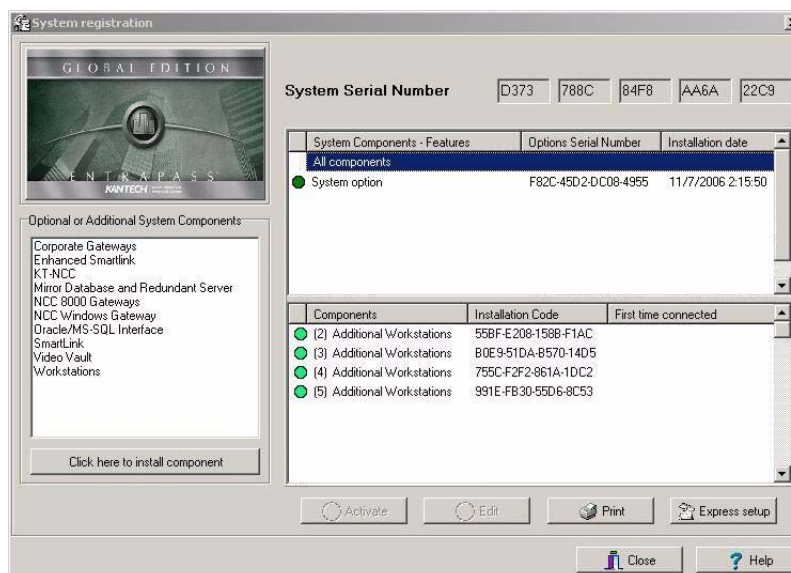 System registration
GLOBAL EDITION
ENTRAPASS
KANTECH
System Serial Number D373 788C 84F8 AA6A 22C9
System Components - Features Options Serial Number Installation date
All components
System option F82C-45D2-DC08-4955 11/7/2006 2:15:50
Optional or Additional System Components
Corporate Gateways
Enhanced Smartlink
KT-NCC
Mirror Database and Redundant Server
NCC 8000 Gateways
NCC Windows Gateway
Oracle/MS-SQL Interface
SmartLink
Video Vault
Workstations
Click here to install component
Components Installation Code First time connected
(2) Additional Workstations 55BF-E208-158B-F1AC
(3) Additional Workstations B0E9-51DA-B570-14D5
(4) Additional Workstations 755C-F2F2-861A-1DC2
(5) Additional Workstations 991E-FB30-55D6-8C53
Activate Edit Print Express setup
Close Help